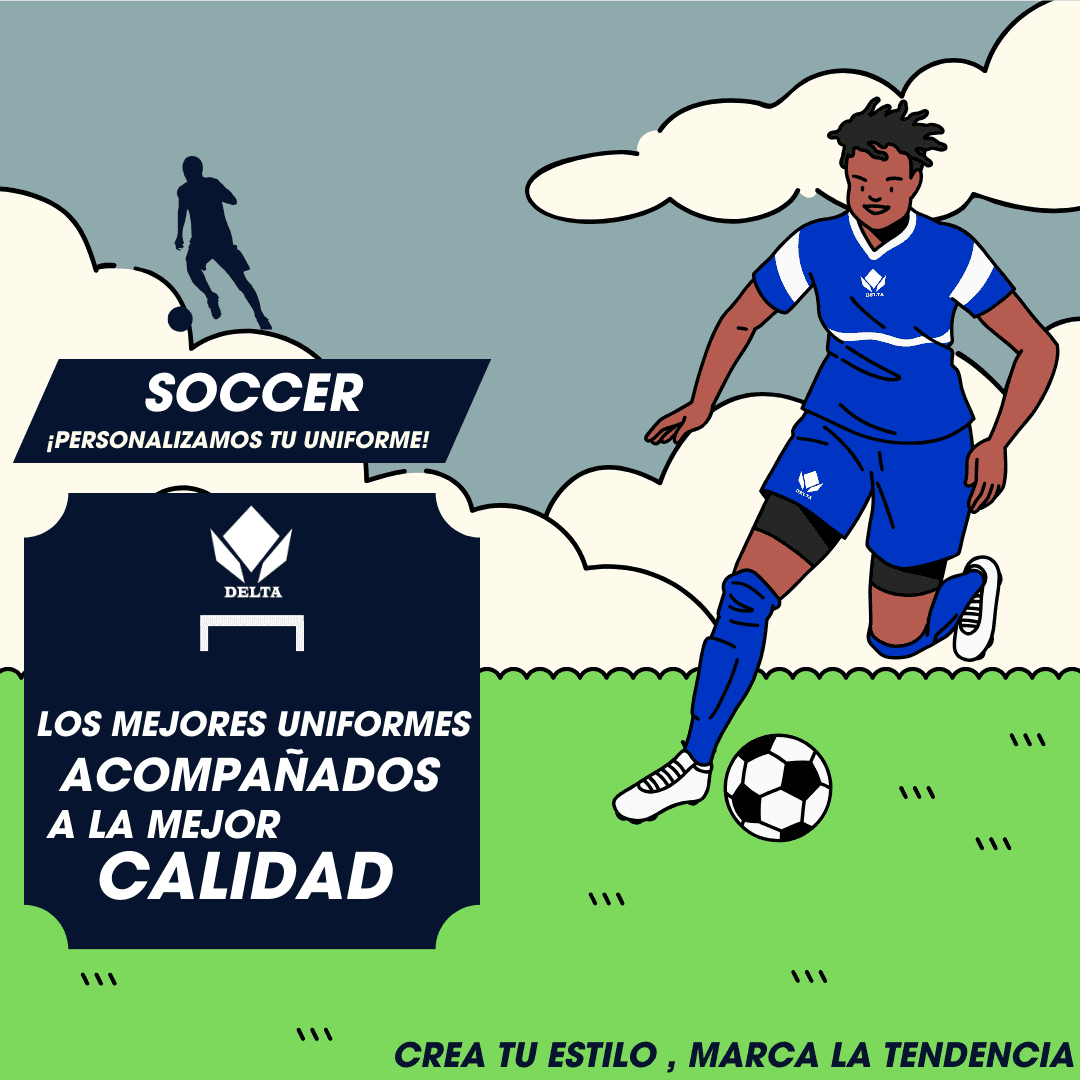 SOCCER
¡PERSONALIZAMOS TU UNIFORME!
DELTA
LOS MEJORES UNIFORMES
ACOMPAÑADOS
A LA MEJOR
CALIDAD
DELTA
DELTA
CREA TU ESTILO , MARCA LA TENDENCIA